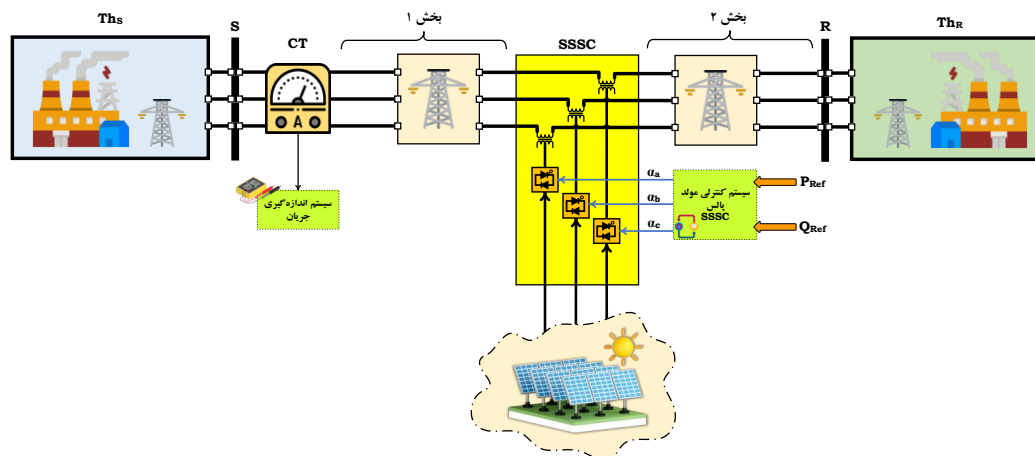 Th_S
S
CT
بخش ۱
SSSC
بخش ۲
R
Th_R
A
سیستم اندازه‌گیری
جریان
α_a
α_b
α_c
سیستم کنترلی مولد
پالس
SSSC
P_Ref
Q_Ref